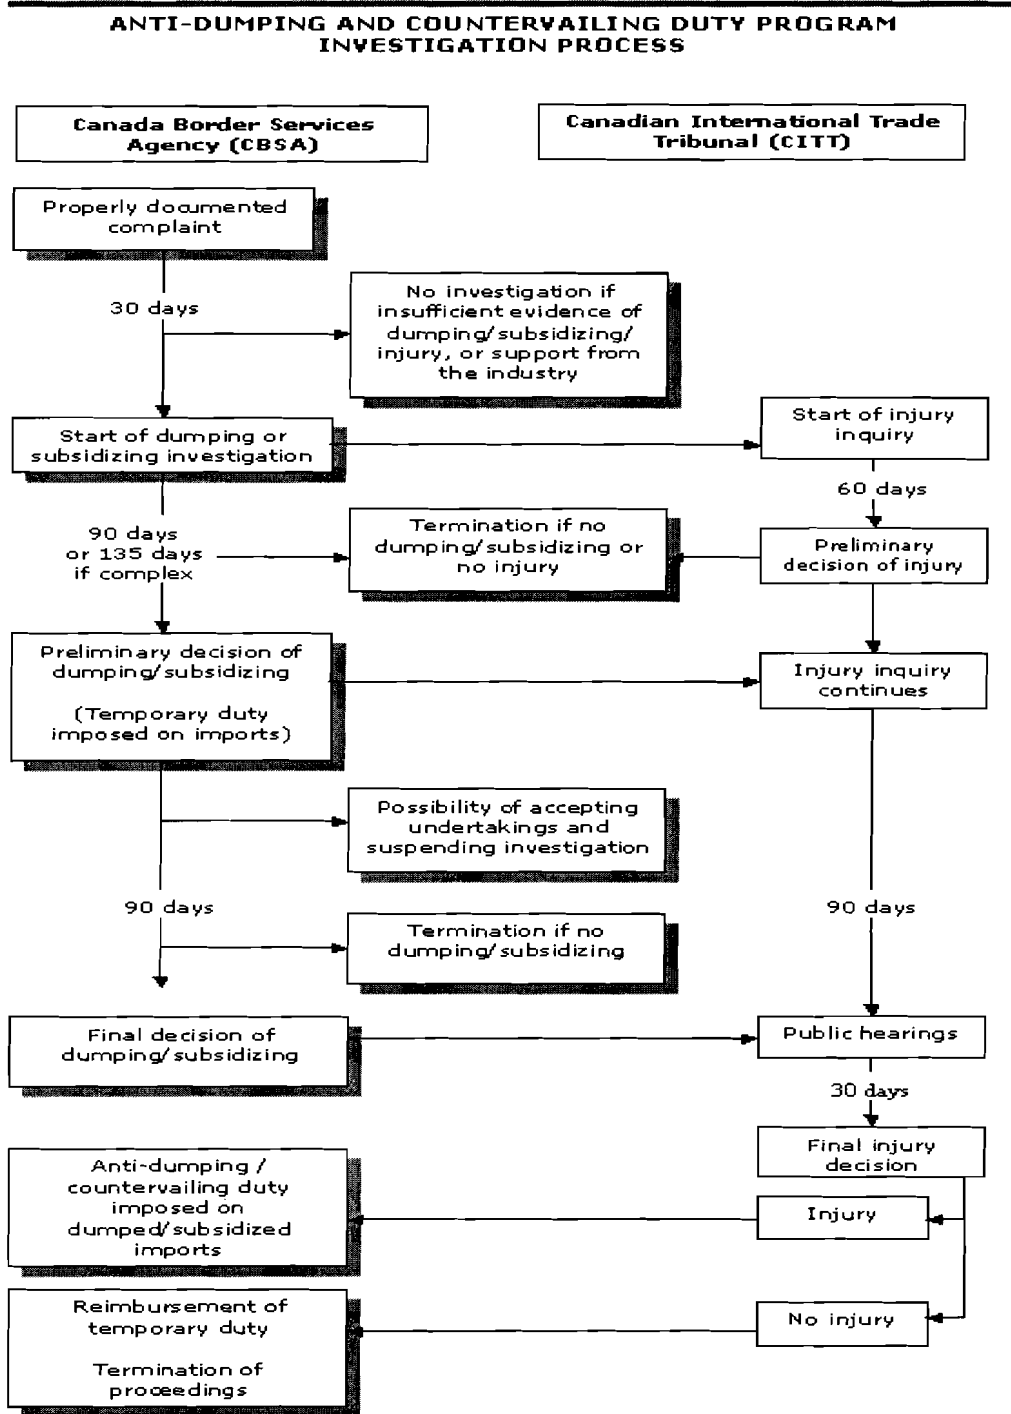 ANTI-DUMPING AND COUNTERVAILING DUTY PROGRAM
INVESTIGATION PROCESS
Canada Border Services
Agency (CBSA)
Canadian International Trade
Tribunal (CITT)
Properly documented
complaint
30 days
No investigation if
insufficient evidence of
dumping/subsidizing/
injury, or support from
the industry
Start of dumping or
subsidizing investigation
Start of injury
inquiry
60 days
90 days
or 135 days
if complex
Termination if no
dumping/subsidizing or
no injury
Preliminary
decision of injury
Preliminary decision of
dumping/subsidizing
(Temporary duty
imposed on imports)
Injury inquiry
continues
Possibility of accepting
undertakings and
suspending investigation
90 days
90 days
Termination if no
dumping/subsidizing
Final decision of
dumping/subsidizing
Public hearings
30 days
Final injury
decision
Anti-dumping /
countervailing duty
imposed on
dumped/subsidized
imports
Injury
Reimbursement of
temporary duty
Termination of
proceedings
No injury